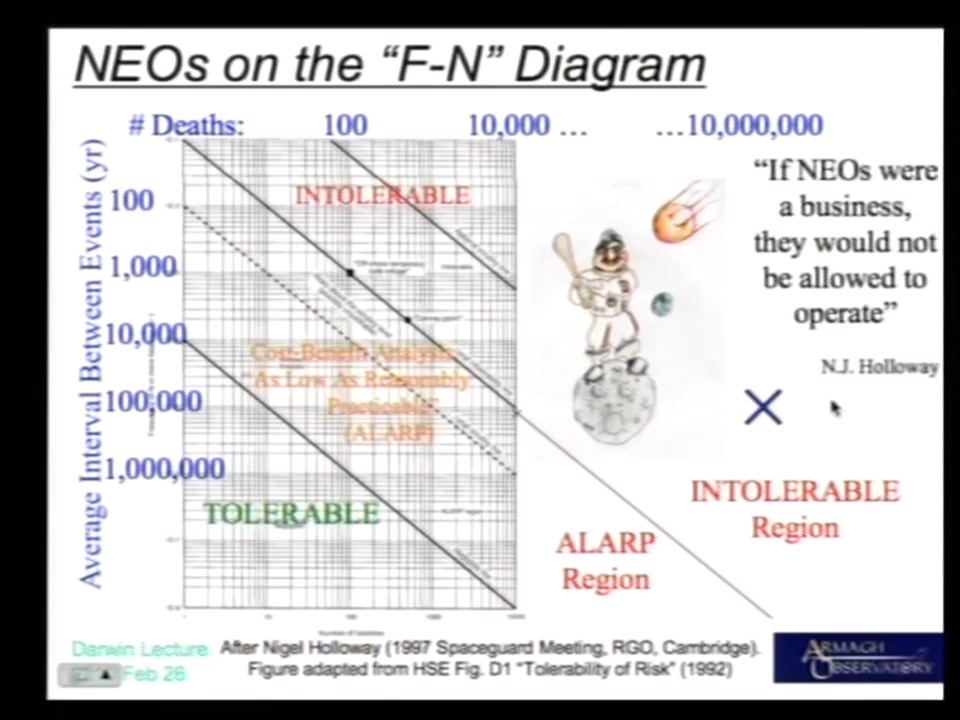 NEOs on the “F-N” Diagram
# Deaths: 100 10,000 ... ...10,000,000
Average Interval Between Events (yr)
100
1,000
10,000
100,000
1,000,000
INTOLERABLE
Cost-Benefit Analysis
“As Low As Reasonably
Practicable”
(ALARP)
TOLERABLE
“If NEOs were
a business,
they would not
be allowed to
operate”
N.J. Holloway
INTOLERABLE
Region
ALARP
Region
Darwin Lecture
Feb 26
After Nigel Holloway (1997 Spaceguard Meeting, RGO, Cambridge).
Figure adapted from HSE Fig. D1 “Tolerability of Risk” (1992)
ARMAGH
OBSERVATORY